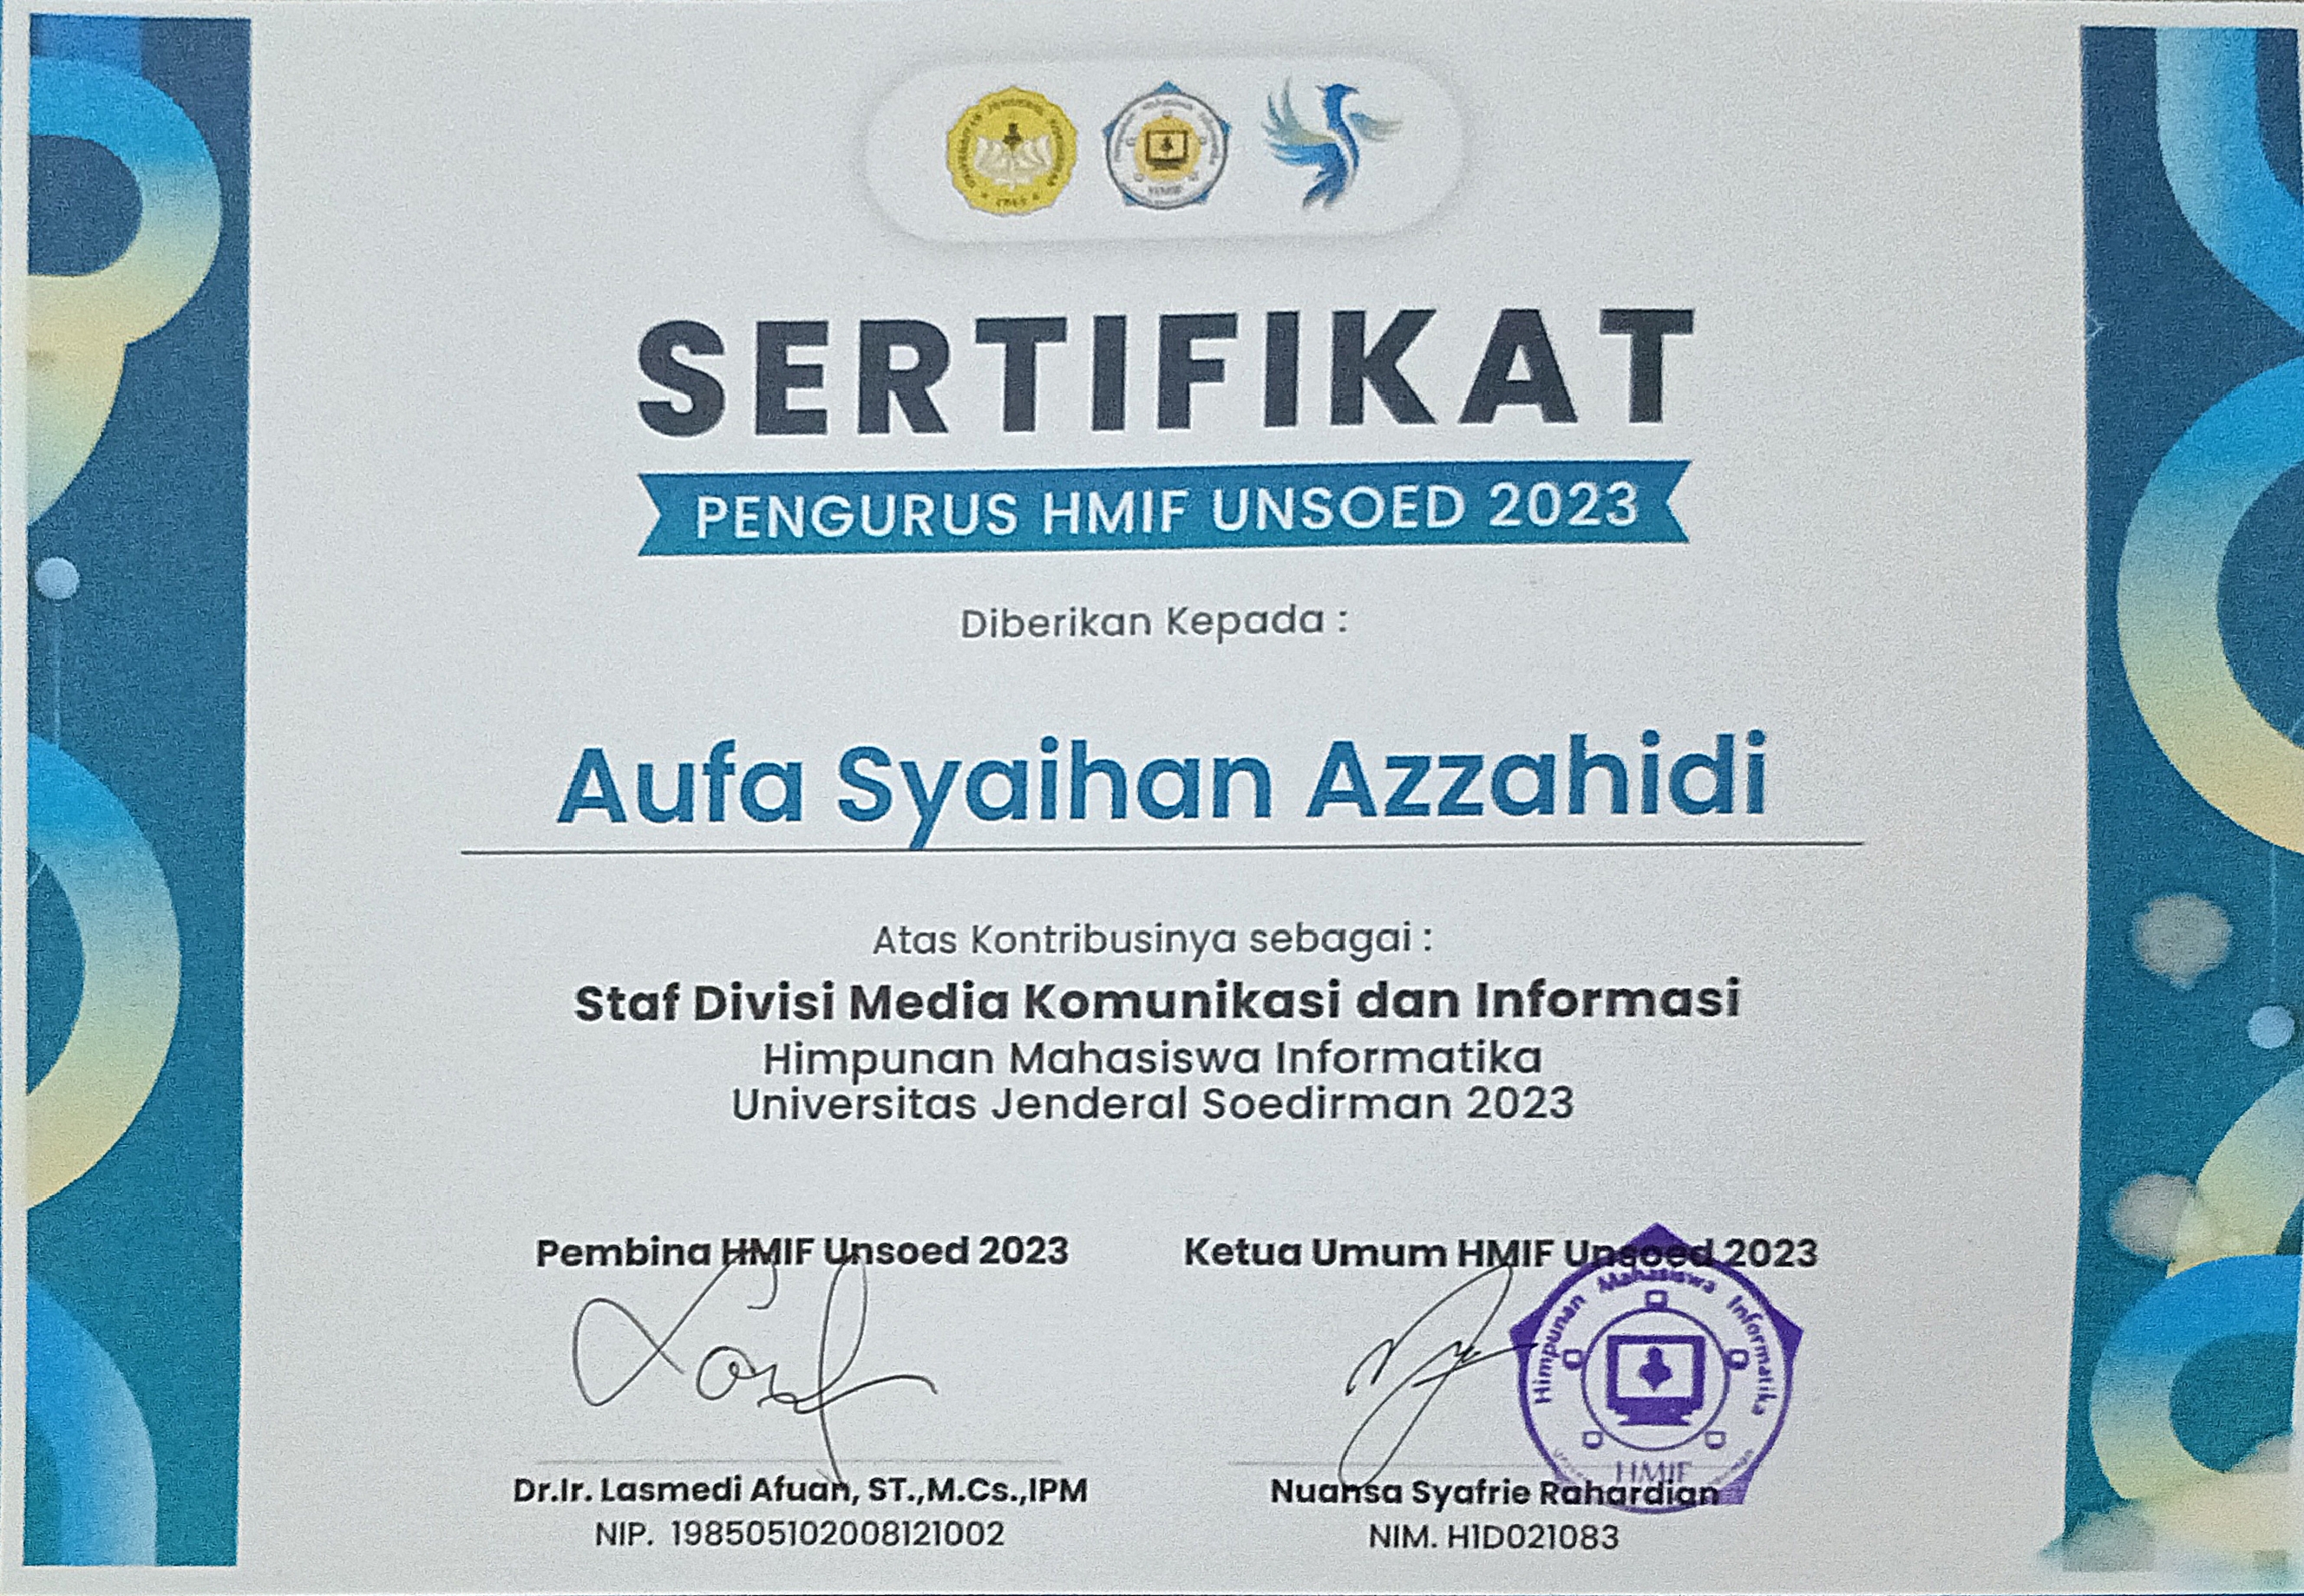 SERTIFIKAT
PENGURUS HMIF UNSOED 2023
Diberikan Kepada :
Aufa Syaihan Azzahidi
Atas Kontribusinya sebagai :
Staf Divisi Media Komunikasi dan Informasi
Himpunan Mahasiswa Informatika
Universitas Jenderal Soedirman 2023
Pembina HMIF Unsoed 2023
Ketua Umum HMIF Unsoed 2023
Himpunan Mahasiswa Informatika
HMIF
Dr.Ir. Lasmedi Afuan, ST.,M.Cs.,IPM
Nuansa Syafrie Rahardian
NIP. 198505102008121002
NIM. H1D021083